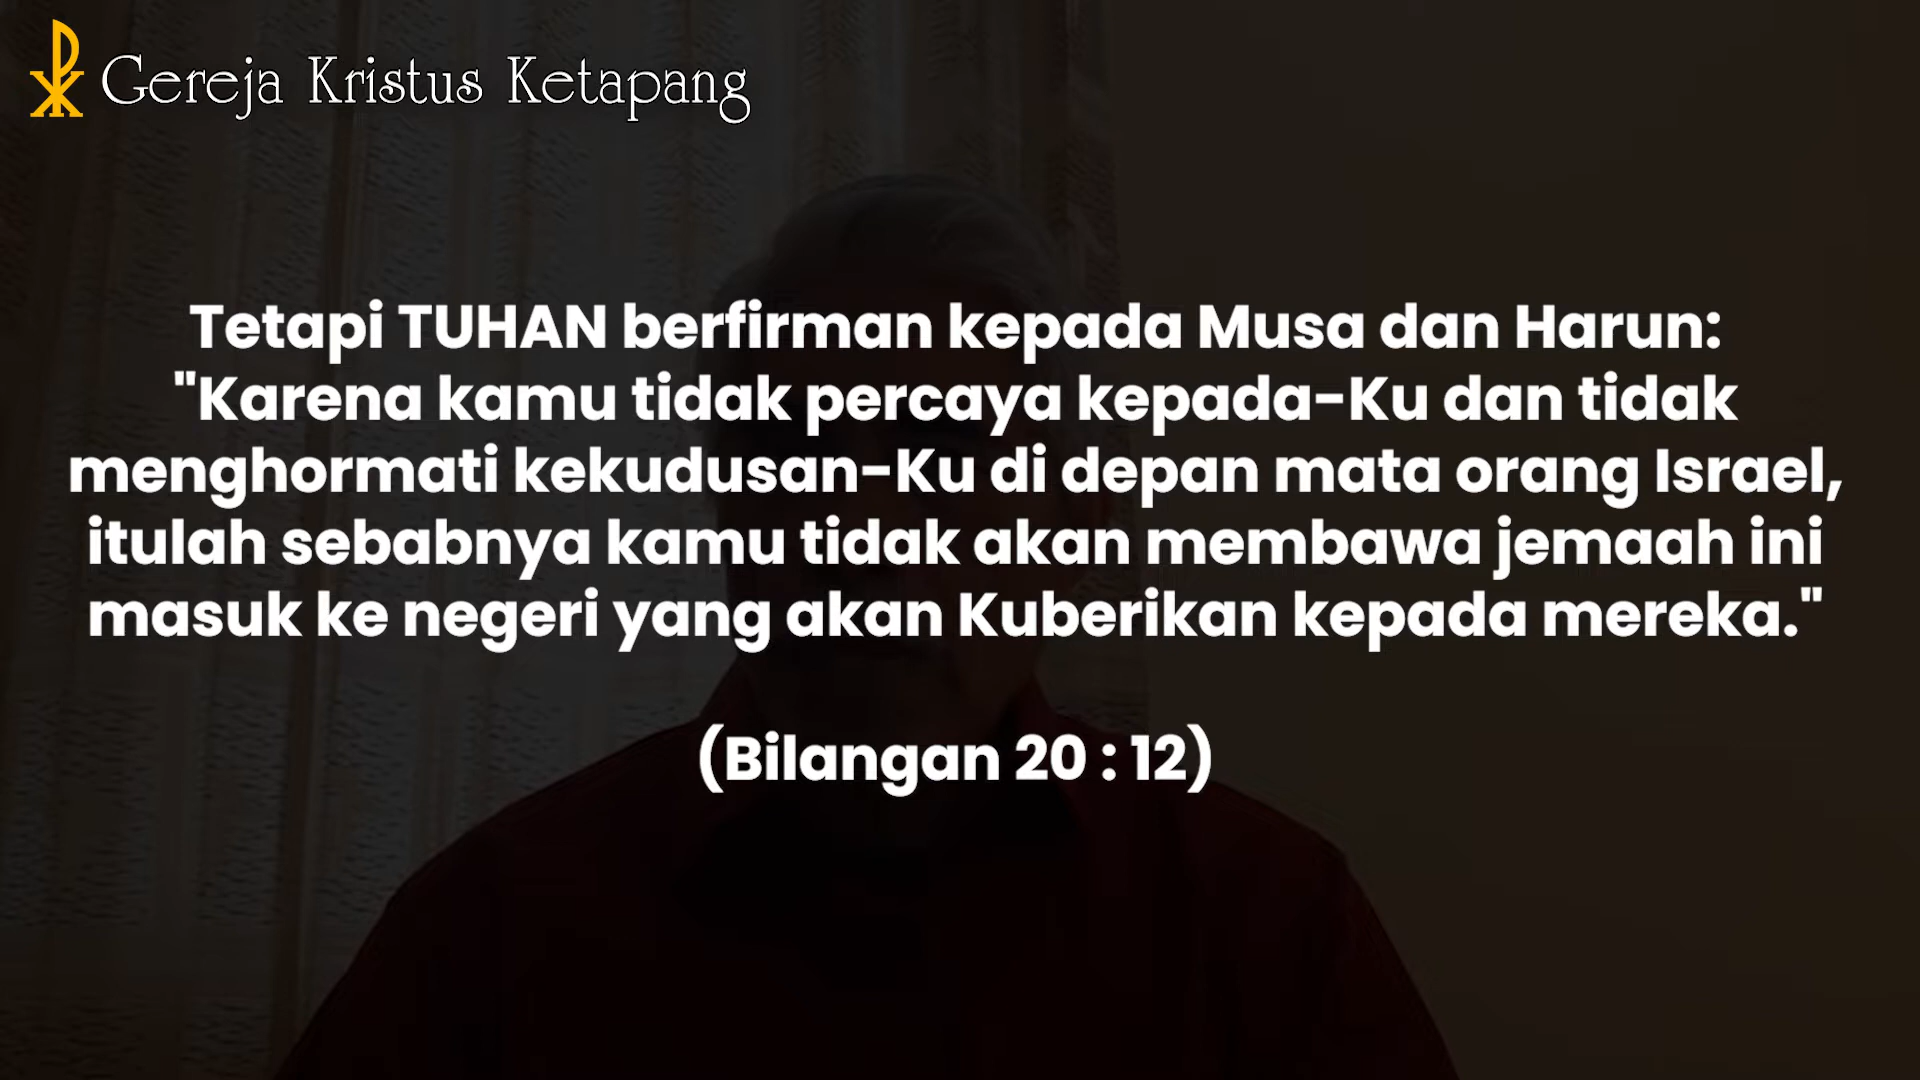 Gereja Kristus Ketapang
Tetapi TUHAN berfirman kepada Musa dan Harun:
"Karena kamu tidak percaya kepada-Ku dan tidak
menghormati kekudusan-Ku di depan mata orang Israel,
itulah sebabnya kamu tidak akan membawa jemaah ini
masuk ke negeri yang akan Kuberikan kepada mereka."
(Bilangan 20 : 12)